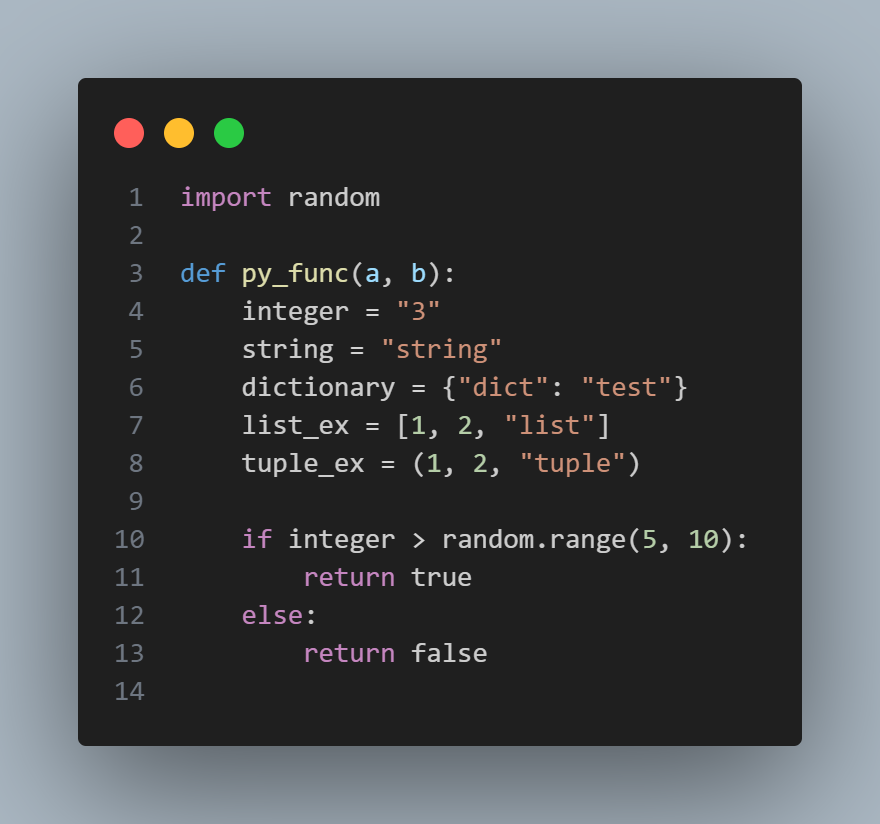 1 import random
2
3 def py_func(a, b):
4     integer = "3"
5     string = "string"
6     dictionary = {"dict": "test"}
7     list_ex = [1, 2, "list"]
8     tuple_ex = (1, 2, "tuple")
9
10     if integer > random.range(5, 10):
11         return true
12     else:
13         return false
14